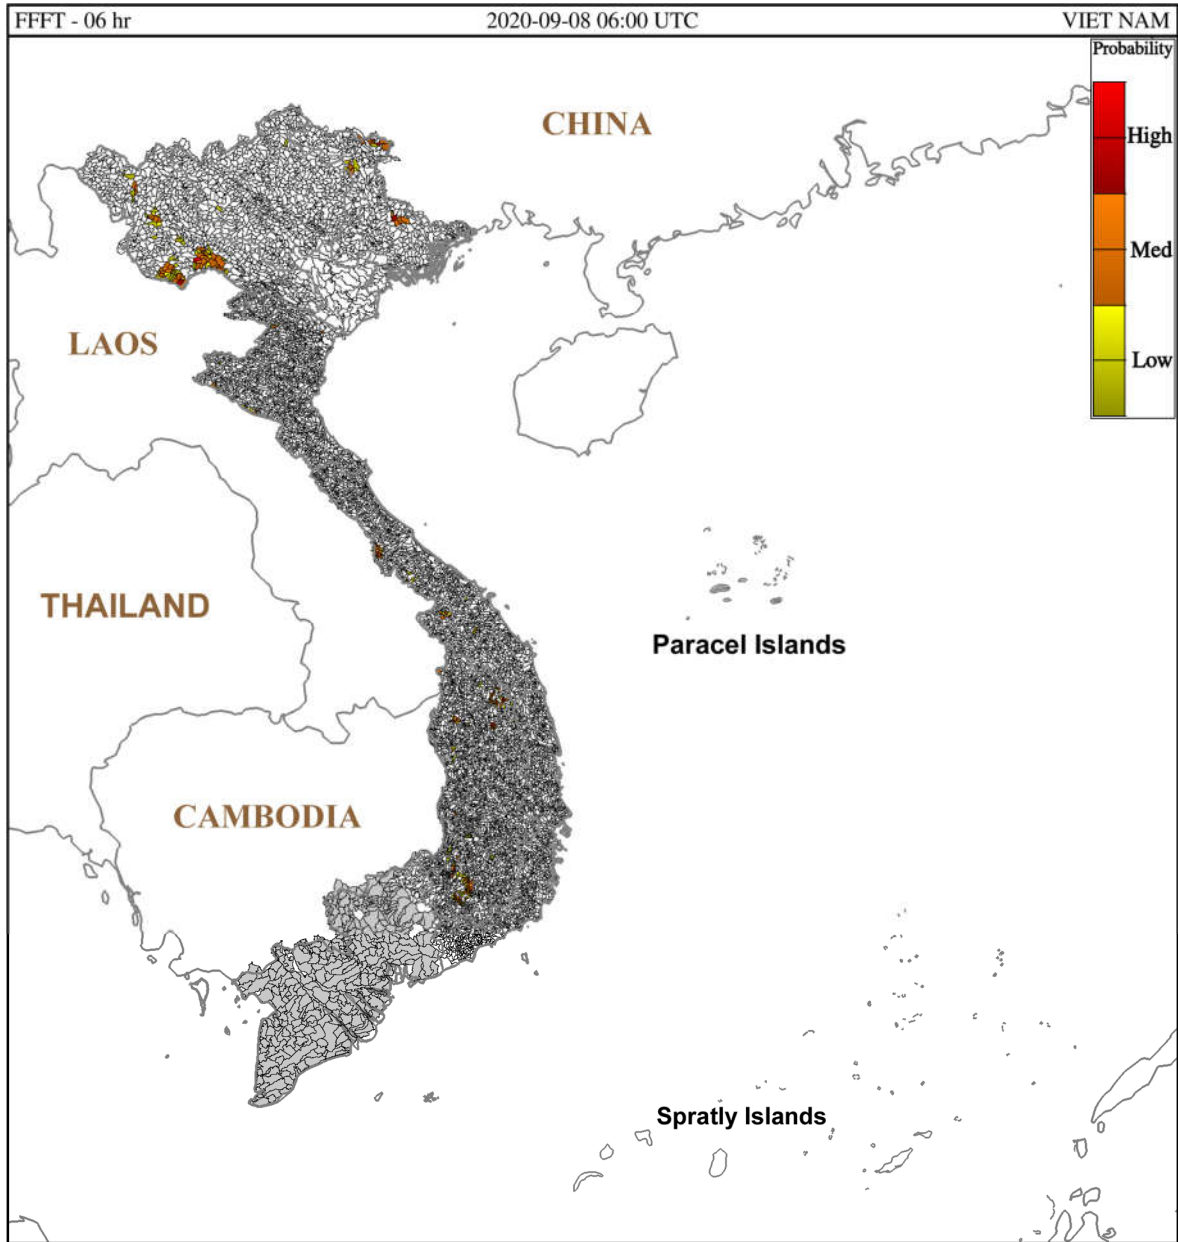 FFFT - 06 hr
2020-09-08 06:00 UTC
VIET NAM
Probability
High
Med
Low
CHINA
LAOS
THAILAND
Paracel Islands
CAMBODIA
Spratly Islands